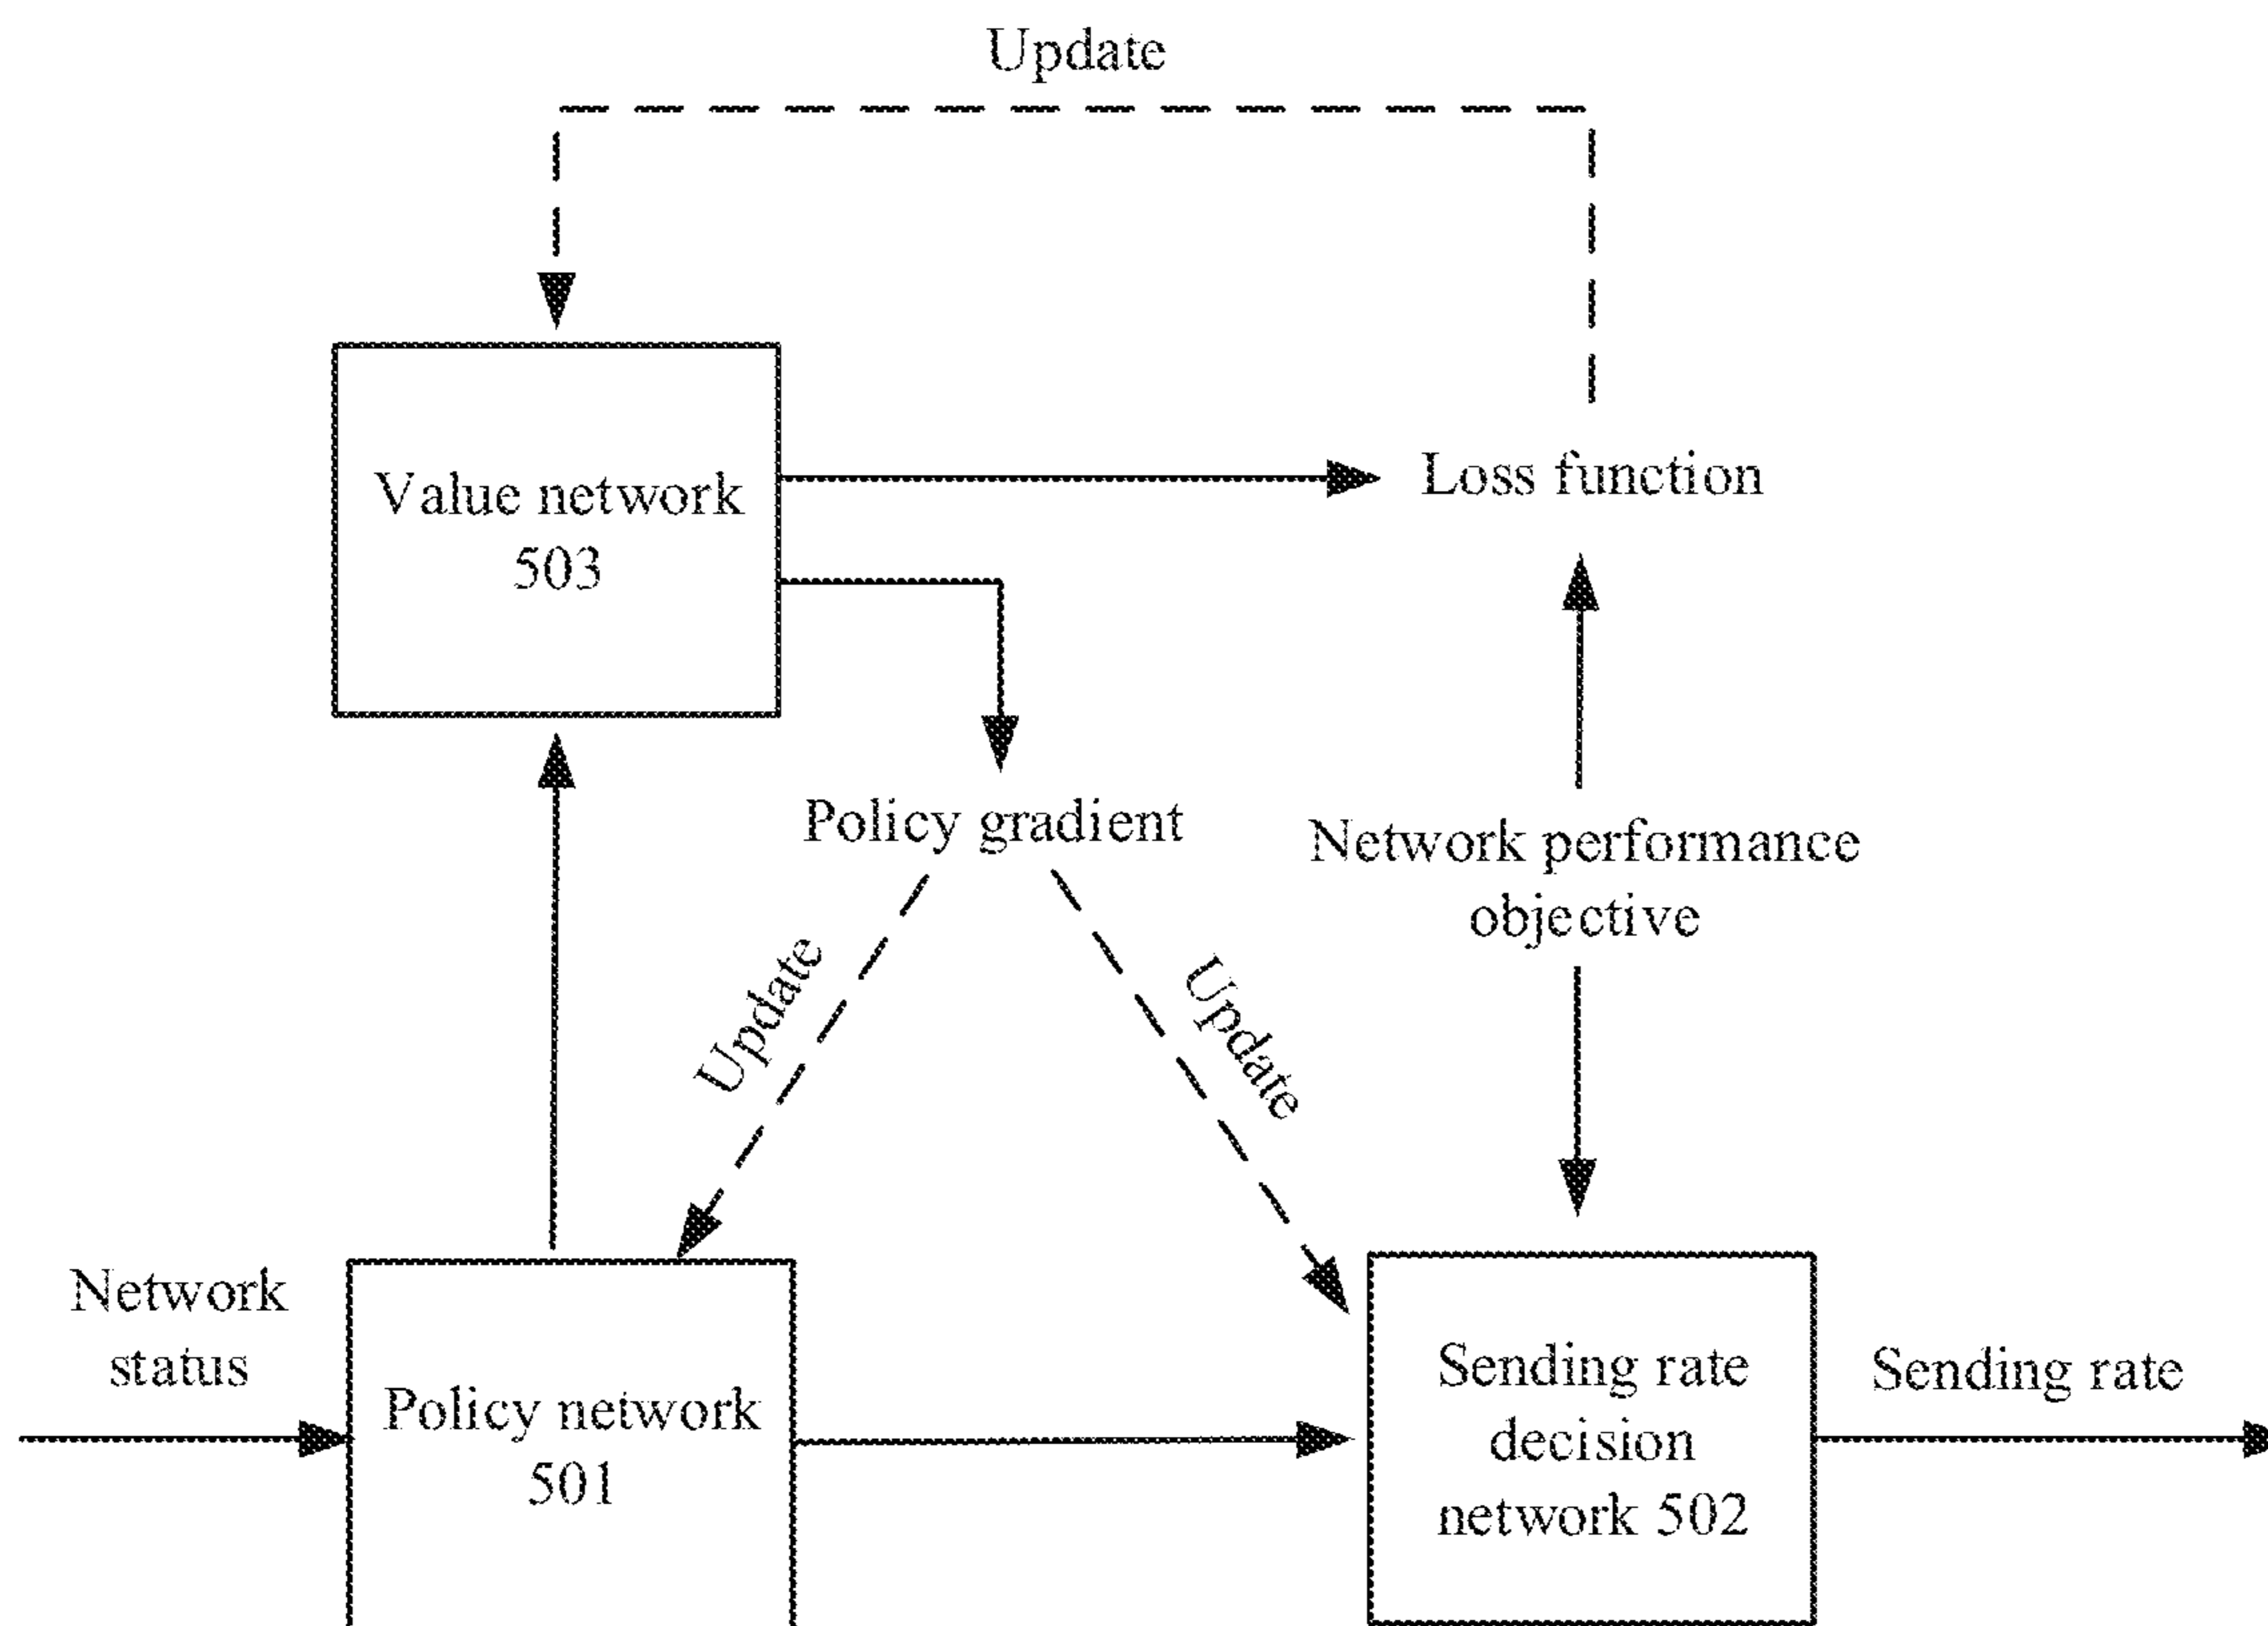 Update
Value network
503
Loss function
Policy gradient
Network performance
objective
Update
Update
Network
status
Policy network
501
Sending rate
decision
network 502
Sending rate